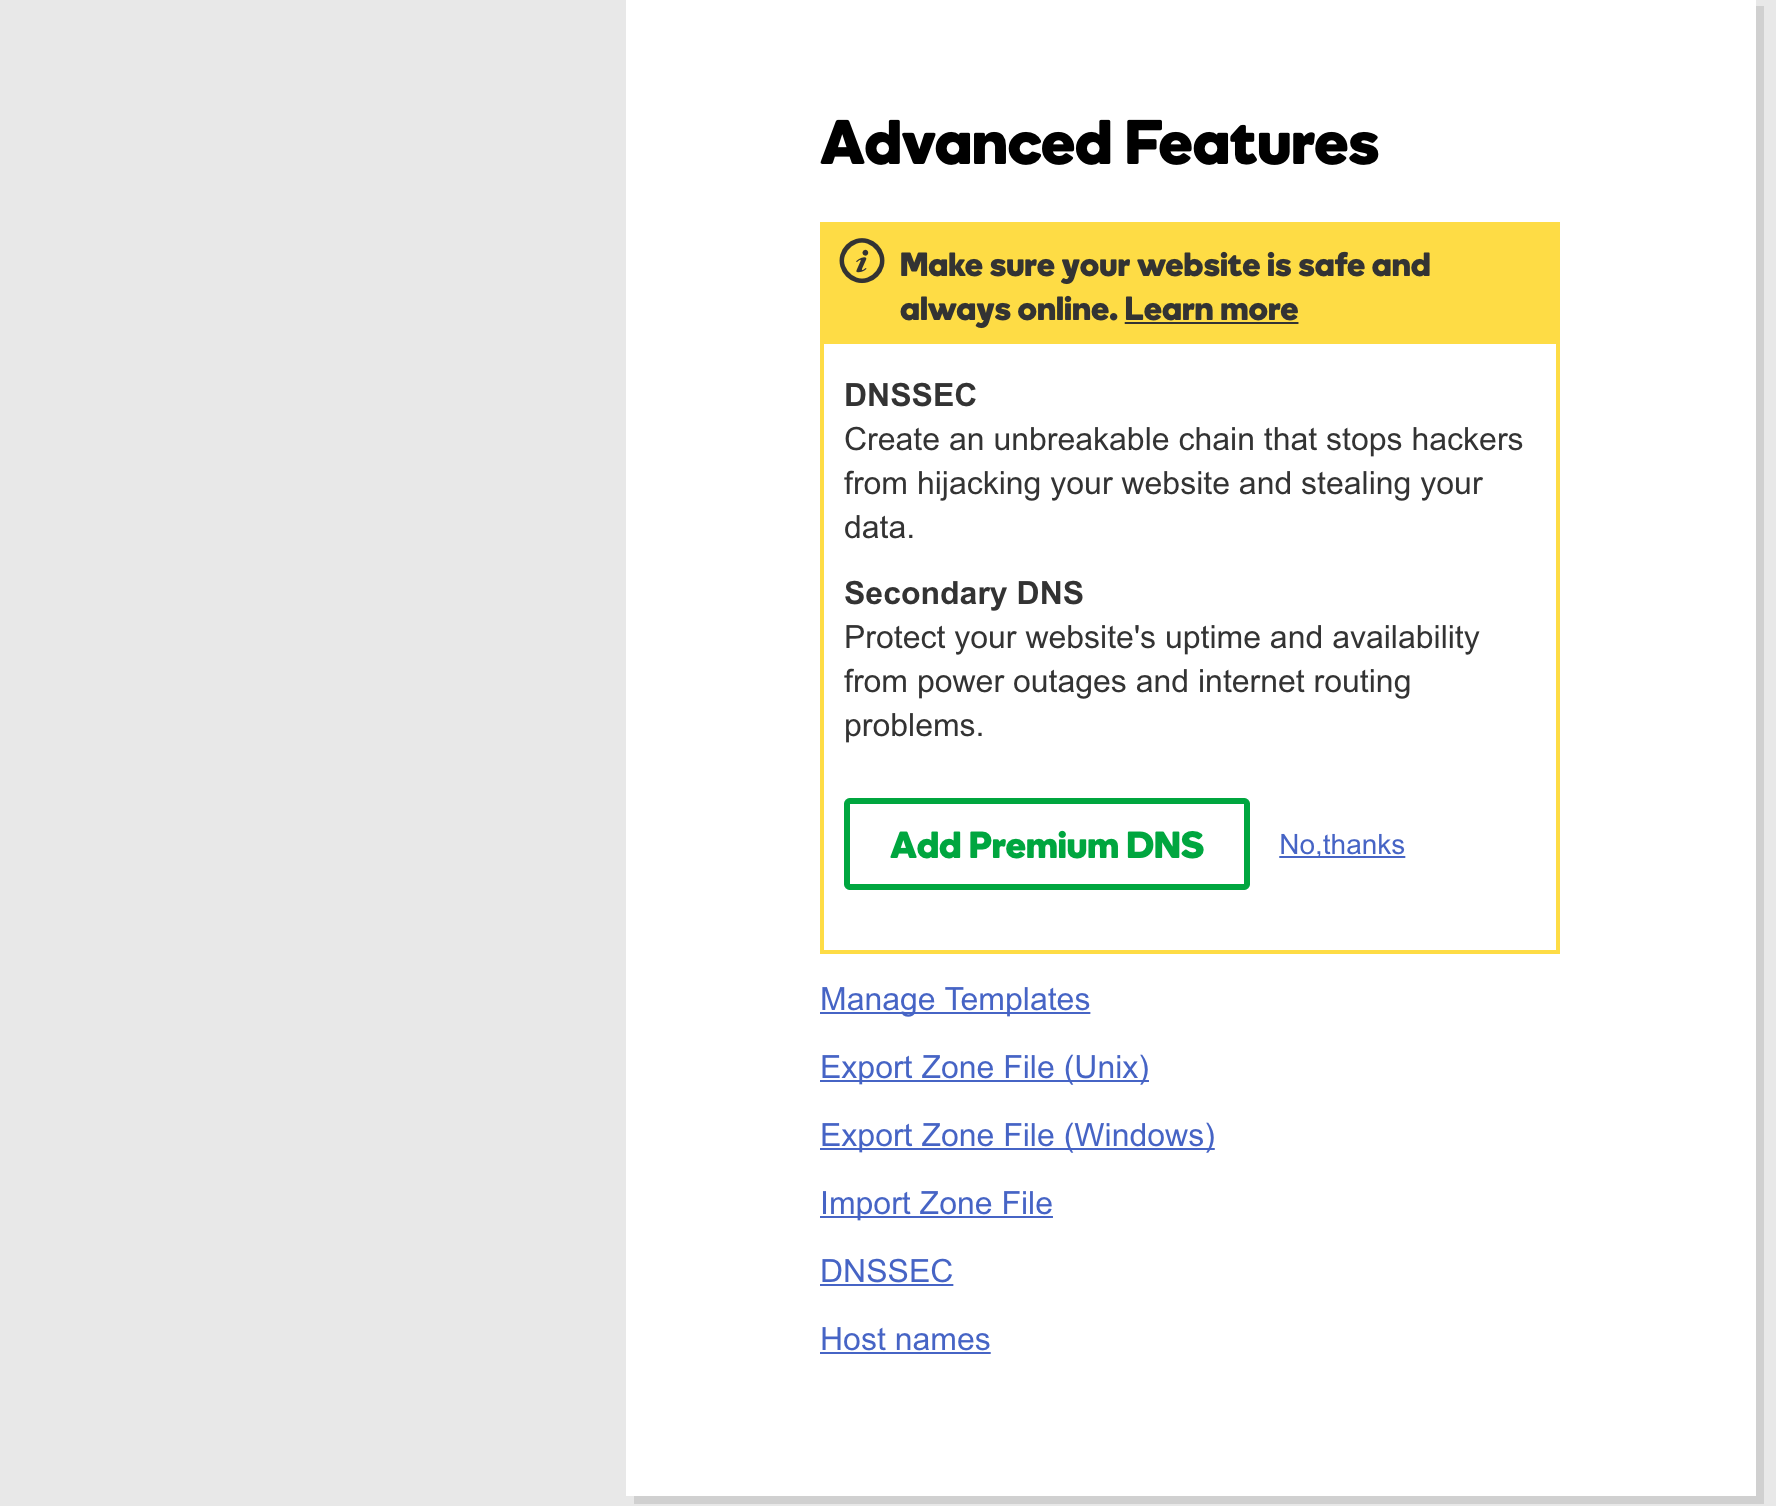 Advanced Features
Make sure your website is safe and
always online. Learn more
DNSSEC
Create an unbreakable chain that stops hackers
from hijacking your website and stealing your
data.
Secondary DNS
Protect your website's uptime and availability
from power outages and internet routing
problems.
Add Premium DNS No,thanks
Manage Templates
Export Zone File (Unix)
Export Zone File (Windows)
Import Zone File
DNSSEC
Host names